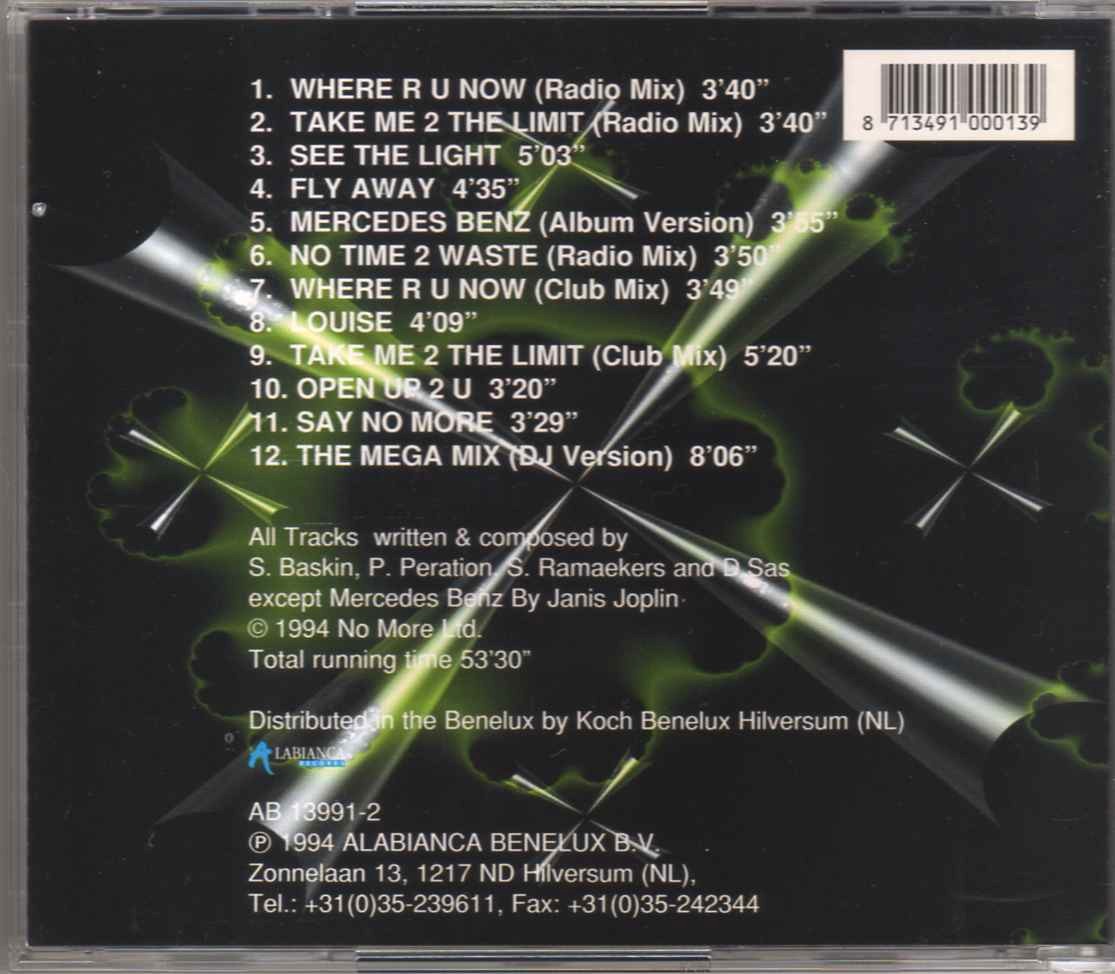 1. WHERE R U NOW (Radio Mix) 3'40"
2. TAKE ME 2 THE LIMIT (Radio Mix) 3'40"
3. SEE THE LIGHT 5'03"
4. FLY AWAY 4'35"
5. MERCEDES BENZ (Album Version) 3'55"
6. NO TIME 2 WASTE (Radio Mix) 3'50"
7. WHERE R U NOW (Club Mix) 3'49"
8. LOUISE 4'09"
9. TAKE ME 2 THE LIMIT (Club Mix) 5'20"
10. OPEN UP 2 U 3'20"
11. SAY NO MORE 3'29"
12. THE MEGA MIX (DJ Version) 8'06"
8 713491 000139
All Tracks written & composed by
S. Baskin, P. Peration, S. Ramaekers and D.Sas
except Mercedes Benz By Janis Joplin
© 1994 No More Ltd.
Total running time 53'30"
Distributed in the Benelux by Koch Benelux Hilversum (NL)
ALABIANCA
RECORDS
AB 13991-2
℗ 1994 ALABIANCA BENELUX B.V.
Zonnelaan 13, 1217 ND Hilversum (NL),
Tel.: +31(0)35-239611, Fax: +31(0)35-242344